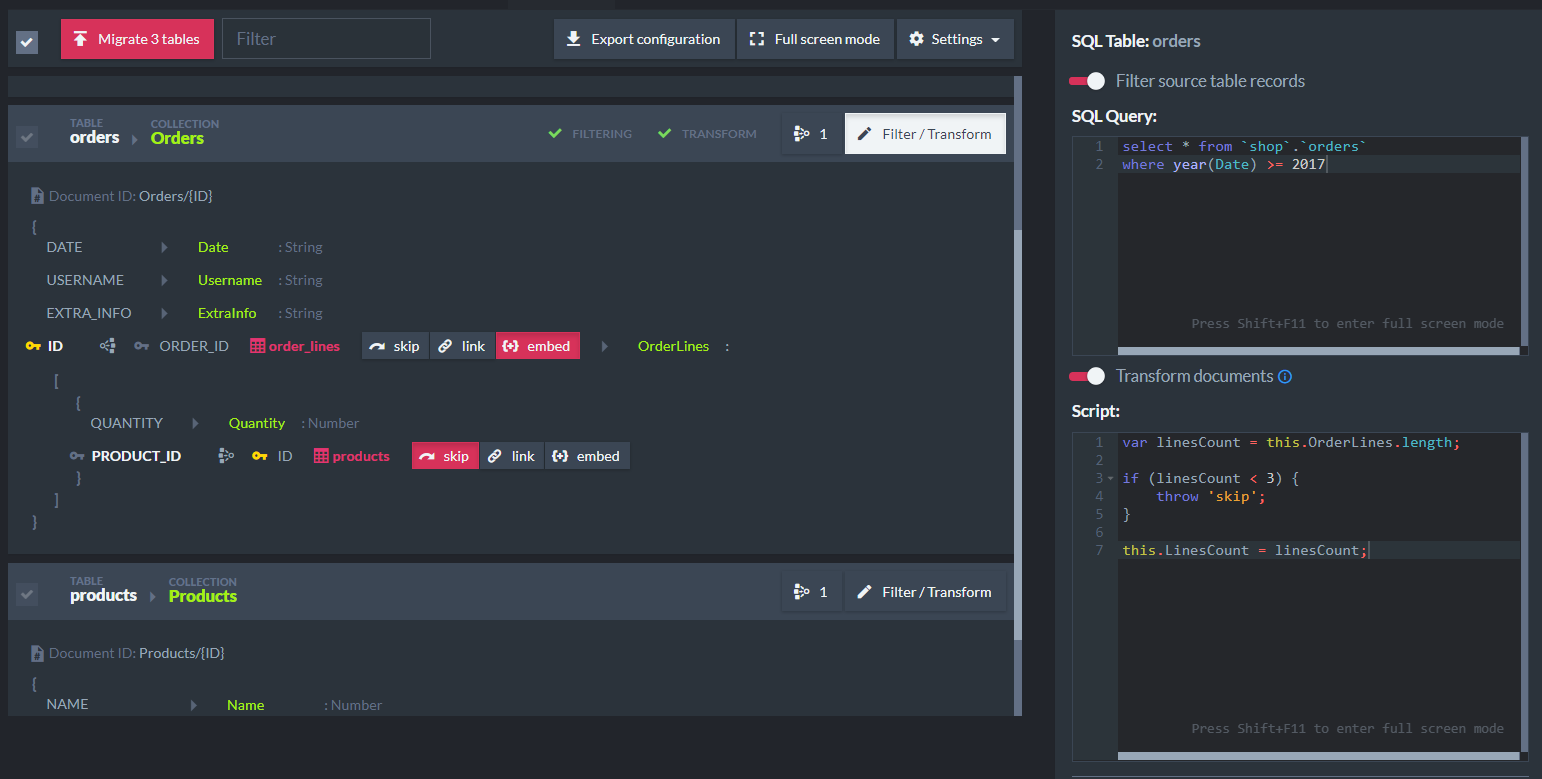 Migrate 3 tables
Filter
Export configuration
Full screen mode
Settings
TABLE
orders
COLLECTION
Orders
FILTERING
TRANSFORM
1
Filter / Transform
Document ID: Orders/{ID}
{
DATE Date : String
USERNAME Username : String
EXTRA_INFO ExtraInfo : String
ID ORDER_ID order_lines skip link embed OrderLines :
[
{
QUANTITY Quantity : Number
PRODUCT_ID ID products skip link embed
}
]
}
TABLE
products
COLLECTION
Products
1
Filter / Transform
Document ID: Products/{ID}
{
NAME Name : Number
SQL Table: orders
Filter source table records
SQL Query:
1 select * from `shop`.`orders`
2 where year(Date) >= 2017
Press Shift+F11 to enter full screen mode
Transform documents
Script:
1 var linesCount = this.OrderLines.length;
2
3 if (linesCount < 3) {
4 throw 'skip';
5 }
6
7 this.LinesCount = linesCount;
Press Shift+F11 to enter full screen mode